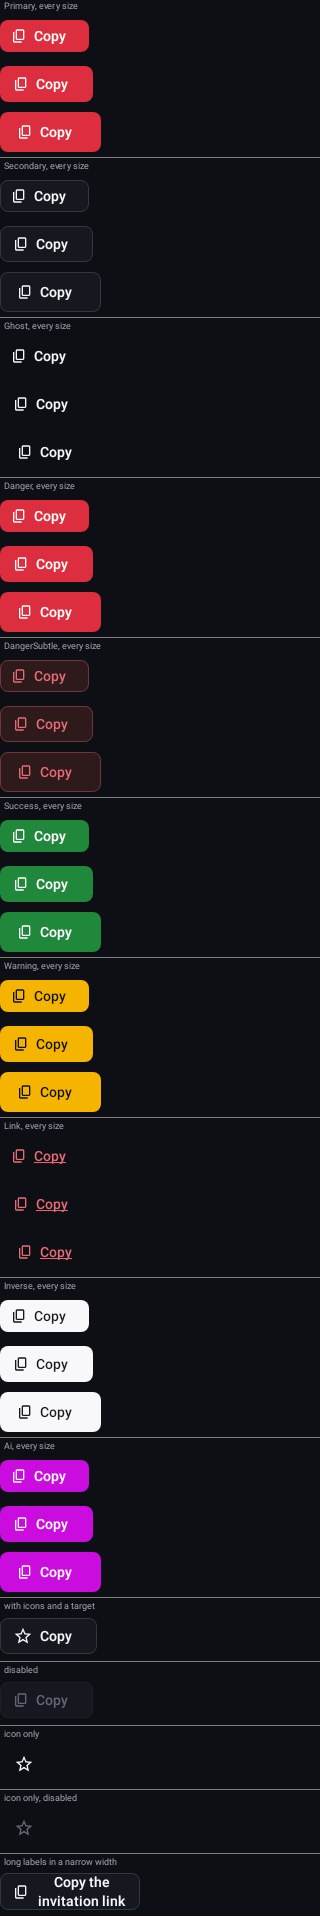 Primary, every size
Copy
Copy
Copy
Secondary, every size
Copy
Copy
Copy
Ghost, every size
Copy
Copy
Copy
Danger, every size
Copy
Copy
Copy
DangerSubtle, every size
Copy
Copy
Copy
Success, every size
Copy
Copy
Copy
Warning, every size
Copy
Copy
Copy
Link, every size
Copy
Copy
Copy
Inverse, every size
Copy
Copy
Copy
Ai, every size
Copy
Copy
Copy
with icons and a target
Copy
disabled
Copy
icon only
icon only, disabled
long labels in a narrow width
Copy the
invitation link